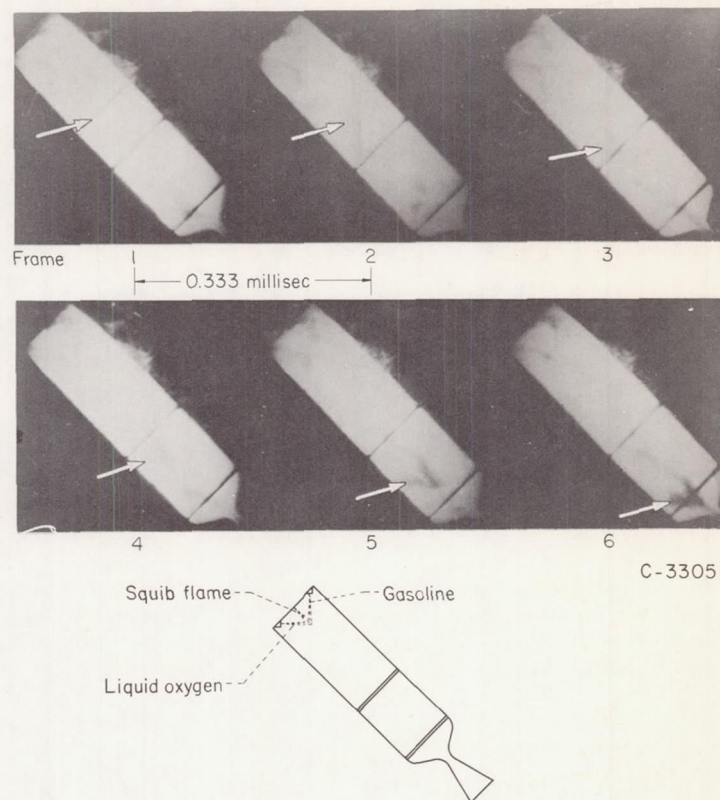 Frame 1 2 3
0.333 millisec
4 5 6
C-3305
Squib flame
Gasoline
Liquid oxygen